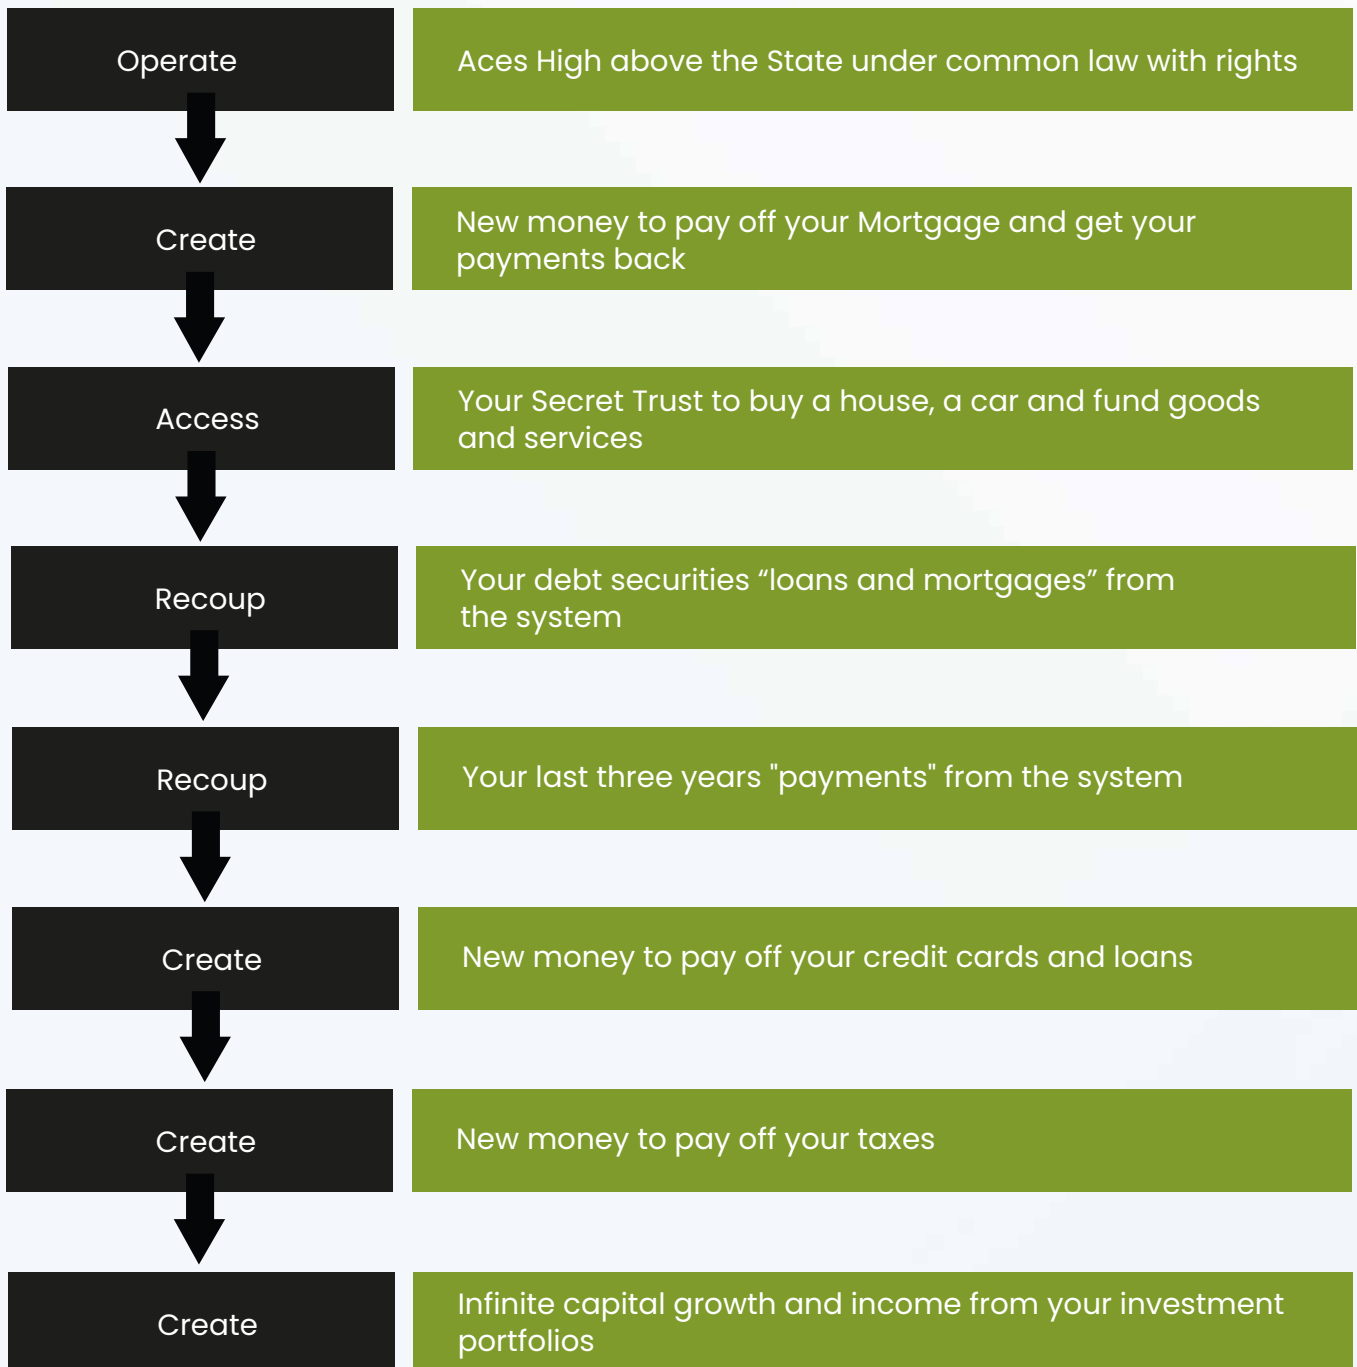 Operate
Aces High above the State under common law with rights
Create
New money to pay off your Mortgage and get your
payments back
Access
Your Secret Trust to buy a house, a car and fund goods
and services
Recoup
Your debt securities “loans and mortgages” from
the system
Recoup
Your last three years "payments" from the system
Create
New money to pay off your credit cards and loans
Create
New money to pay off your taxes
Create
Infinite capital growth and income from your investment
portfolios